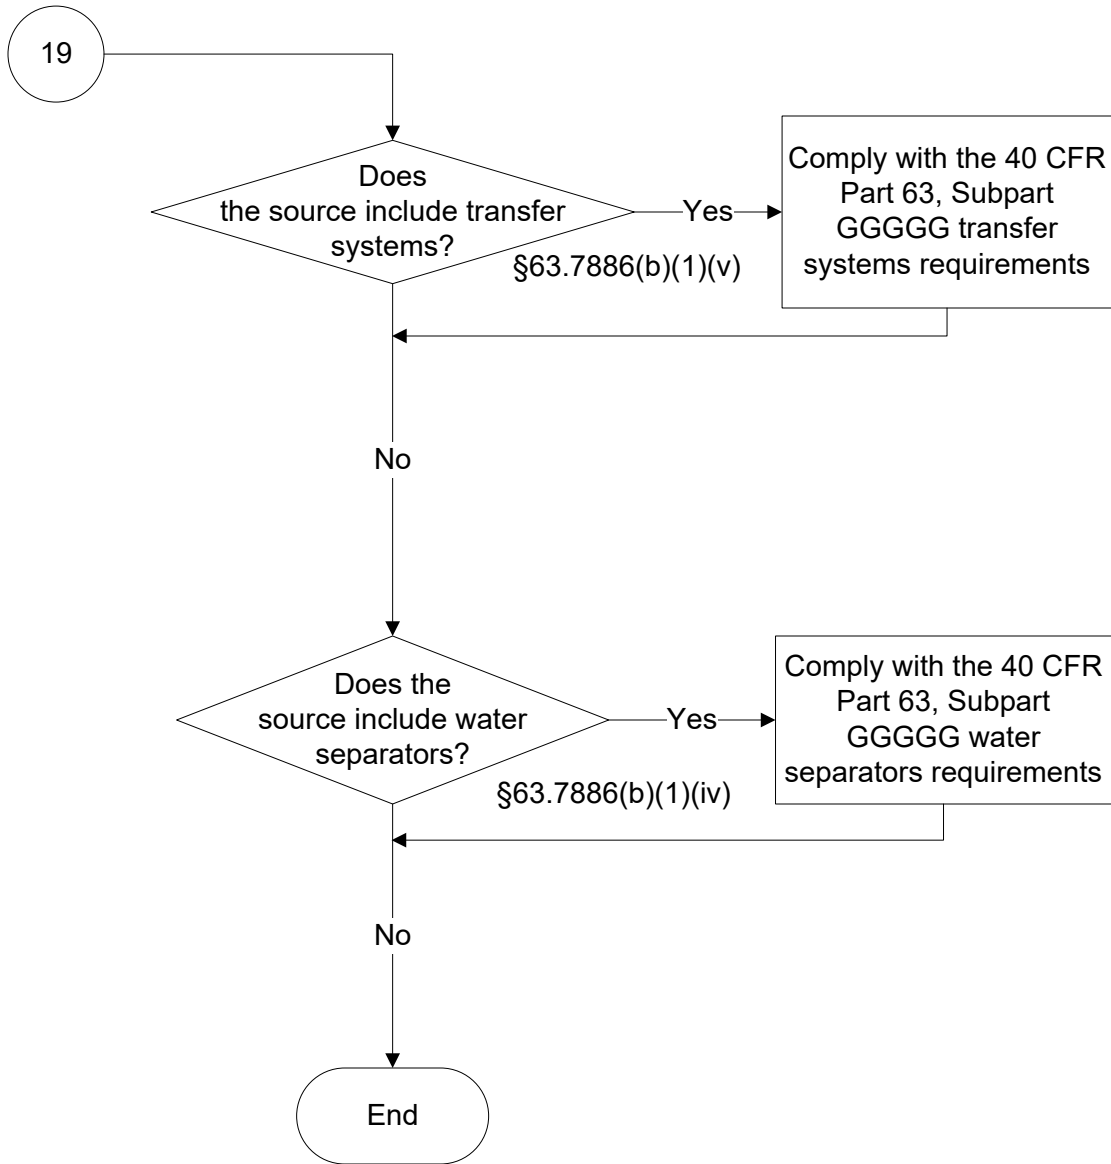 19
Does
the source include transfer
systems?
Yes
§63.7886(b)(1)(v)
Comply with the 40 CFR
Part 63, Subpart
GGGGG transfer
systems requirements
No
Does the
source include water
separators?
Yes
§63.7886(b)(1)(iv)
Comply with the 40 CFR
Part 63, Subpart
GGGGG water
separators requirements
No
End